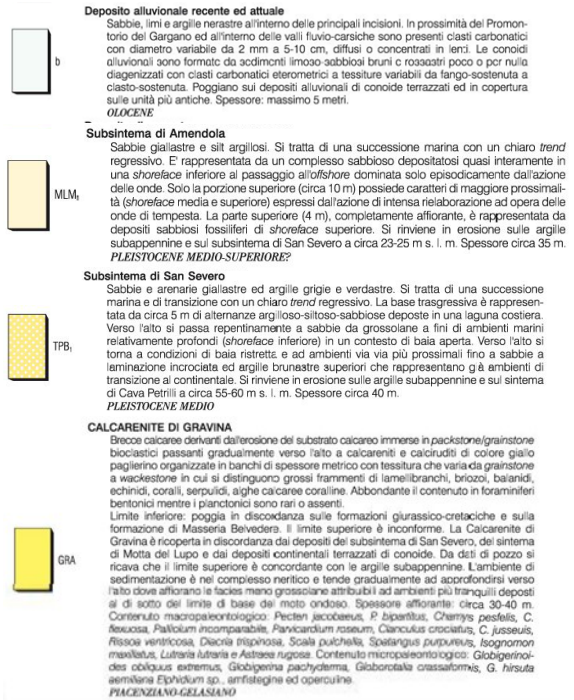 Deposito alluvionale recente ed attuale
Sabbie, limi e argille nerastre all'interno delle principali incisioni. In prossimità del Promon-
torio del Gargano ed all'interno delle valli fluvio-carsiche sono presenti clasti carbonatici
con diametro variabile da 2 mm a 5-10 cm, diffusi o concentrati in lenti. Le conoidi
alluvionali sono formate da sedimenti limoso-sabbiosi bruni o rossastri poco o per nulla
diagenizzati con clasti carbonatici eterometrici a tessiture variabili da fango-sostenuta a
clasto-sostenuta. Poggiano sui depositi alluvionali di conoide terrazzati ed in copertura
sulle unità più antiche. Spessore: massimo 5 metri.
OLOCENE
b
Subsintema di Amendola
Sabbie giallastre e silt argillosi. Si tratta di una successione marina con un chiaro trend
regressivo. E' rappresentata da un complesso sabbioso depositatosi quasi interamente in
una shoreface inferiore al passaggio all'offshore dominata solo episodicamente dall'azione
delle onde. Solo la porzione superiore (circa 10 m) possiede caratteri di maggiore prossimali-
tà (shoreface media e superiore) espressi dall'azione di intensa rielaborazione ad opera delle
onde di tempesta. La parte superiore (4 m), completamente affiorante, è rappresentata da
depositi sabbiosi fossiliferi di shoreface superiore. Si rinviene in erosione sulle argille
subappennine e sul subsintema di San Severo a circa 23-25 m s. l. m. Spessore circa 35 m.
PLEISTOCENE MEDIO-SUPERIORE?
MLM1
Subsintema di San Severo
Sabbie e arenarie giallastre ed argille grigie e verdastre. Si tratta di una successione
marina e di transizione con un chiaro trend regressivo. La base trasgressiva è rappresen-
tata da circa 5 m di alternanze argilloso-siltoso-sabbiose deposte in una laguna costiera.
Verso l'alto si passa repentinamente a sabbie da grossolane a fini di ambienti marini
relativamente profondi (shoreface inferiore) in un contesto di baia aperta. Verso l'alto si
torna a condizioni di baia ristretta e ad ambienti via via più prossimali fino a sabbie a
laminazione incrociata ed argille brunastre superiori che rappresentano già ambienti di
transizione al continentale. Si rinviene in erosione sulle argille subappennine e sul sintema
di Cava Petrilli a circa 55-60 m s. l. m. Spessore circa 40 m.
PLEISTOCENE MEDIO
TPB1
CALCARENITE DI GRAVINA
Brecce calcaree derivanti dall'erosione del substrato calcareo immerse in packstone/grainstone
bioclastici passanti gradualmente verso l'alto a calcareniti e calciruditi di colore giallo
paglierino organizzate in banchi di spessore metrico con tessitura che varia da grainstone
a wackestone in cui si distinguono grossi frammenti di lamellibranchi, briozoi, balanidi,
echinidi, coralli, serpulidi, alghe calcaree coralline. Abbondante il contenuto in foraminiferi
bentonici mentre i planctonici sono rari o assenti.
Limite inferiore: poggia in discordanza sulle formazioni giurassico-cretaciche e sulla
formazione di Masseria Belvedere. Il limite superiore è inconforme. La Calcarenite di
Gravina è ricoperta in discordanza dai depositi del subsintema di San Severo, del sintema
di Motta del Lupo e dai depositi continentali terrazzati di conoide. Da dati di pozzo si
ricava che il limite superiore è concordante con le argille subappennine. L'ambiente di
sedimentazione è nel complesso neritico e tende gradualmente ad approfondirsi verso
l'alto dove affiorano le facies meno grossolane attribuibili ad ambienti più tranquilli deposti
al di sotto del limite di base del moto ondoso. Spessore affiorante: circa 30-40 m.
Contenuto macropaleontologico: Pecten jacobaeus, P. bipartitus, Chamys pesfelis, C.
flexuosa, Palliolum incomparabile, Parvicardium roseum, Clanculus crociatus, C. jusseuis,
Rissoa ventricosa, Diacria trispinosa, Scala pulchella, Spatangus purpureus, Isognomon
maxillatus, Lutraria lutraria e Astraea rugosa. Contenuto micropaleontologico: Globigerinoi-
des obliquus extremus, Globigerina pachyderma, Globorotalia crassaformis, G. hirsuta
aemiliana Elphidium sp., amfistegine ed operculine.
PIACENZIANO-GELASIANO
GRA